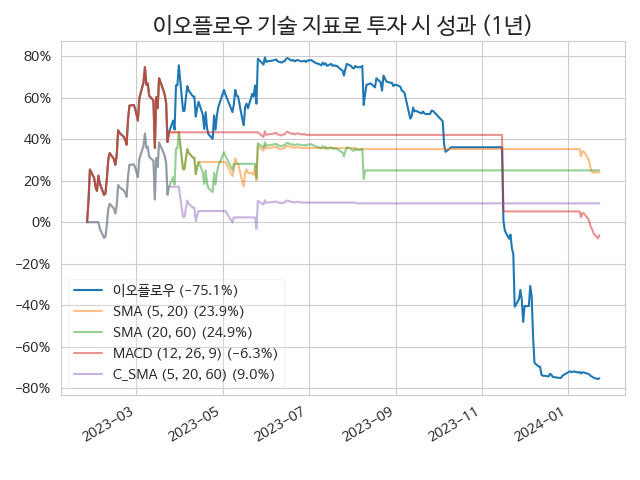 이오플로우 기술 지표로 투자 시 성과 (1년)
80%
60%
40%
20%
0%
−20%
−40%
−60%
−80%
이오플로우 (−75.1%)
SMA (5, 20) (23.9%)
SMA (20, 60) (24.9%)
MACD (12, 26, 9) (−6.3%)
C_SMA (5, 20, 60) (9.0%)
2023−03
2023−05
2023−07
2023−09
2023−11
2024−01